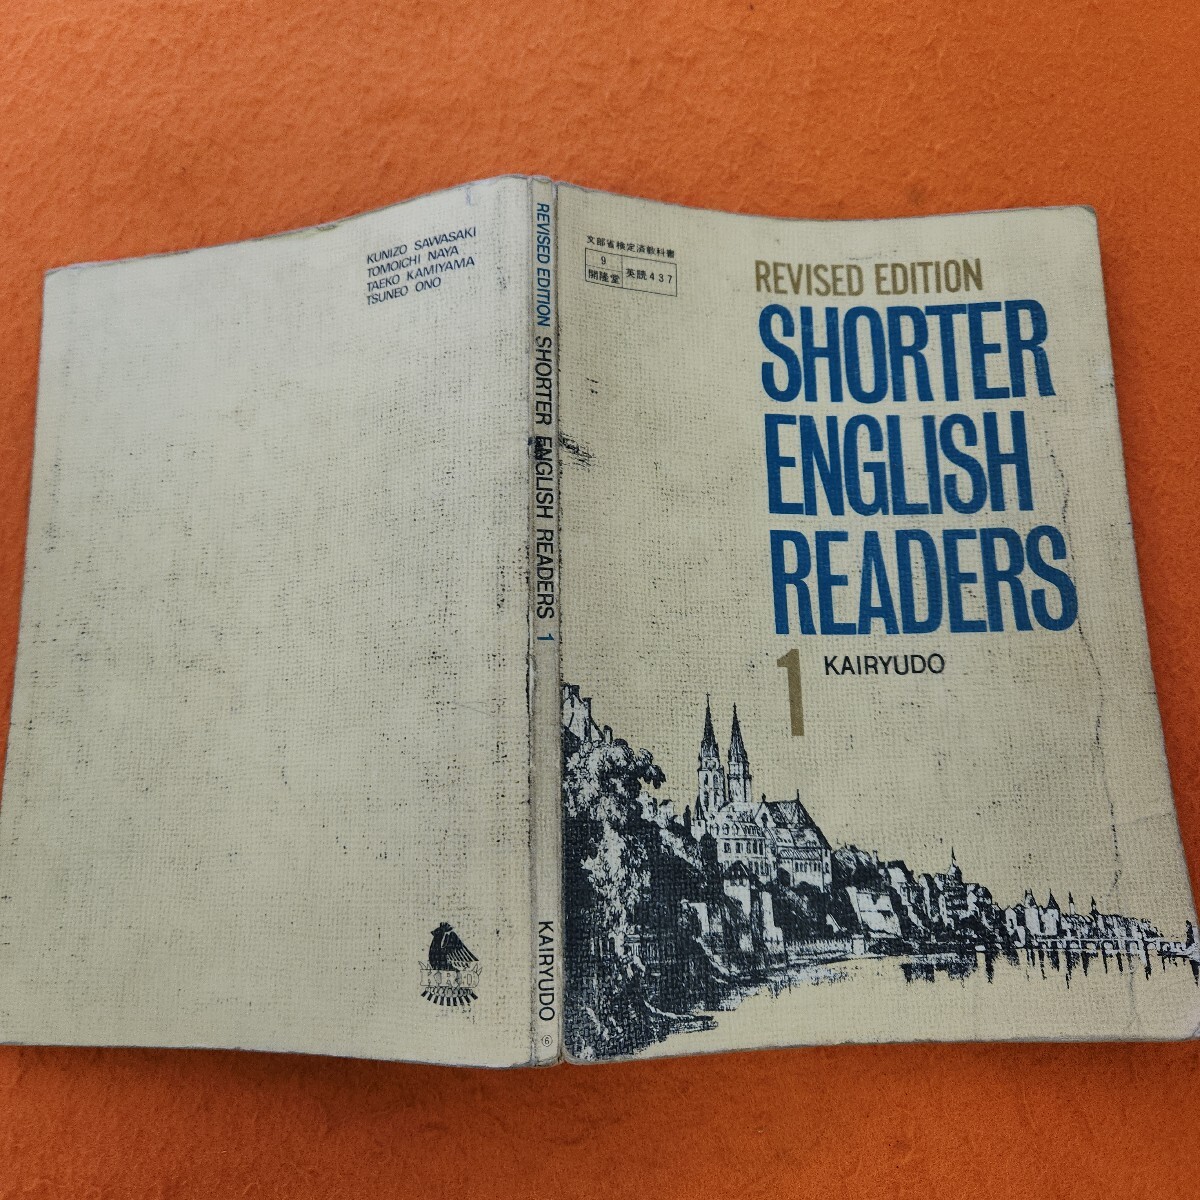 KUNIZO SAWASAKI
TOMOICHI NAYA
TAEKO KAMIYAMA
TSUNEO ONO
REVISED EDITION SHORTER ENGLISH READERS 1
KAIRYUDO
⑥
文部省検定済教科書
9
開隆堂
英読437
REVISED EDITION
SHORTER
ENGLISH
READERS
1
KAIRYUDO